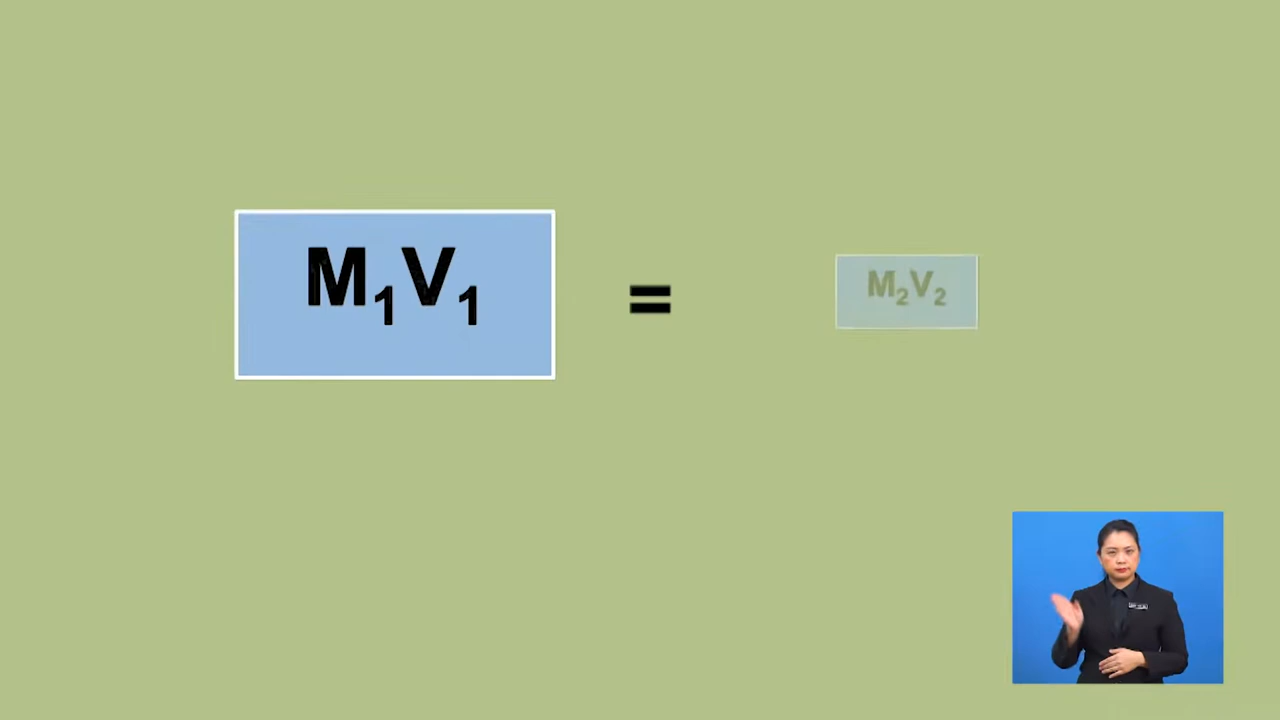 M₁V₁ = M₂V₂